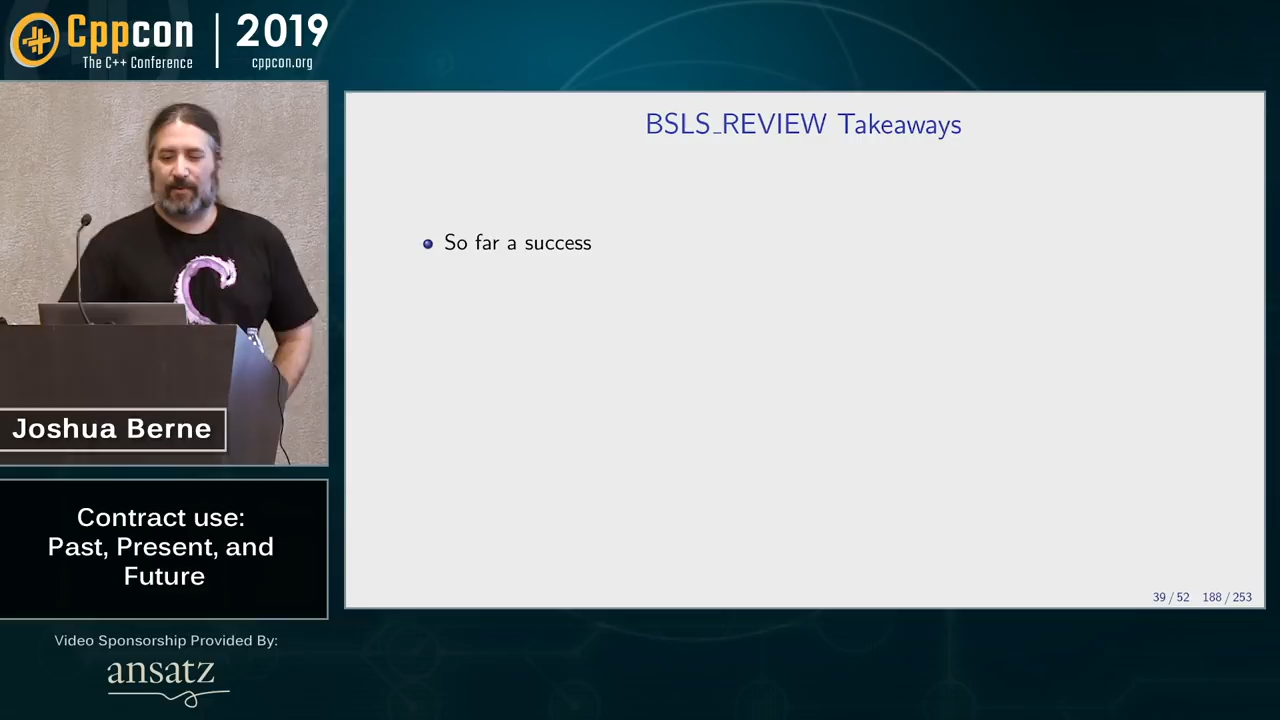 Cppcon
The C++ Conference
2019
cppcon.org
BSLS_REVIEW Takeaways
So far a success
39 / 52 188 / 253
Joshua Berne
Contract use:
Past, Present, and
Future
Video Sponsorship Provided By:
ansatz